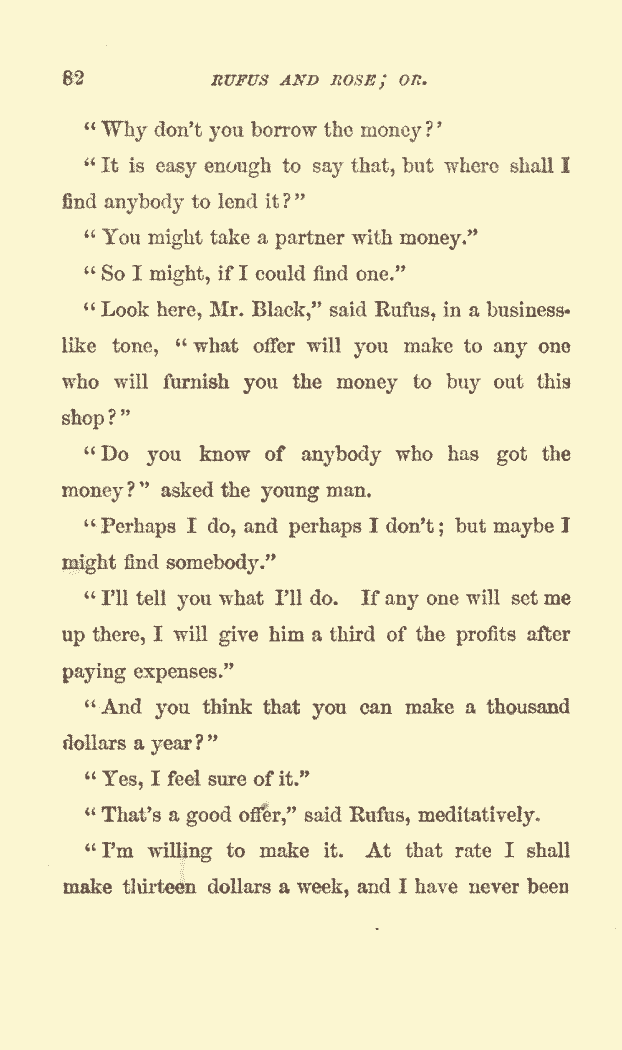 82 RUFUS AND ROSE; OR.
“Why don't you borrow the money?’
“It is easy enough to say that, but where shall I
find anybody to lend it?”
“You might take a partner with money.”
“So I might, if I could find one.”
“Look here, Mr. Black,” said Rufus, in a business-
like tone, “what offer will you make to any one
who will furnish you the money to buy out this
shop?”
“Do you know of anybody who has got the
money?” asked the young man.
“Perhaps I do, and perhaps I don't; but maybe I
might find somebody.”
“I'll tell you what I'll do. If any one will set me
up there, I will give him a third of the profits after
paying expenses.”
“And you think that you can make a thousand
dollars a year?”
“Yes, I feel sure of it.”
“That's a good offer,” said Rufus, meditatively.
“I'm willing to make it. At that rate I shall
make thirteen dollars a week, and I have never been